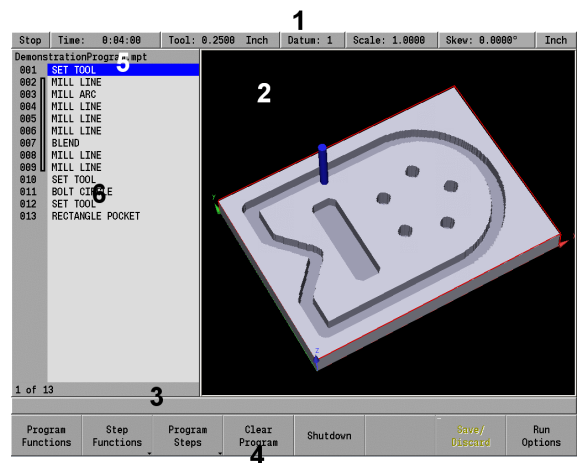 1
Stop Time: 0:04:00 Tool: 0.2500 Inch Datum: 1 Scale: 1.0000 Skew: 0.0000° Inch
DemonstrationProgram.mpt
5
001 SET TOOL
002 MILL LINE
003 MILL ARC
004 MILL LINE
005 MILL LINE
006 MILL LINE
007 BLEND
008 MILL LINE
009 MILL LINE
010 SET TOOL
011 BOLT CIRCLE
6
012 SET TOOL
013 RECTANGLE POCKET
2
Y
X
Z
1 of 13
3
Program Functions
Step Functions
Program Steps
Clear Program
Shutdown
Save/ Discard
Run Options
4